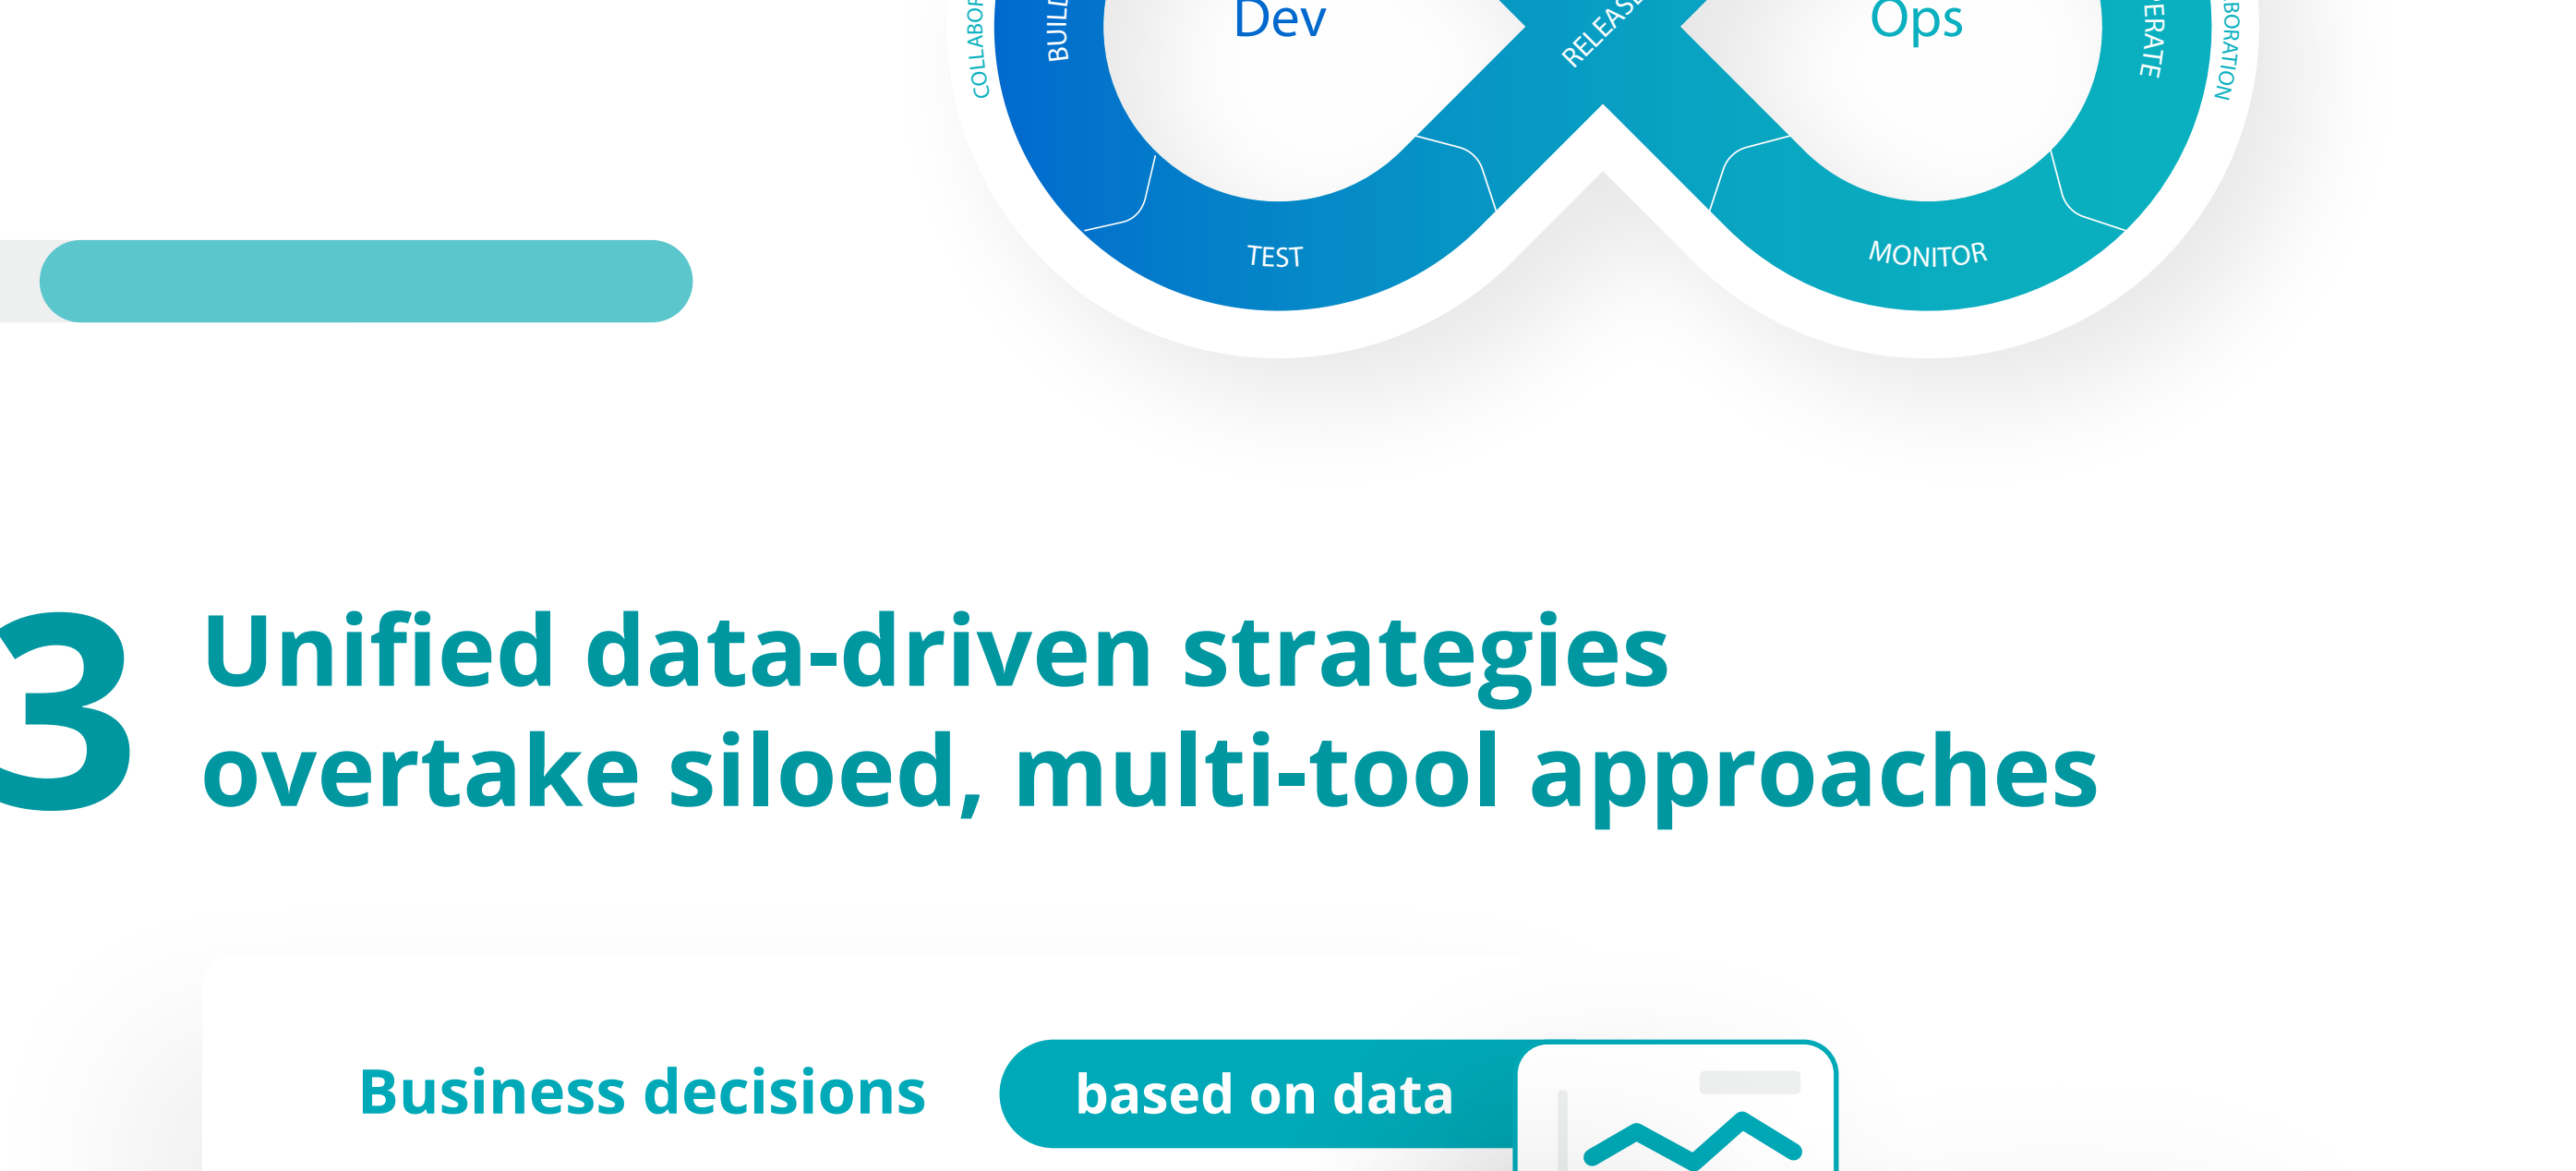 Dev
Ops
BUILD
RELEASE
TEST
MONITOR
3
Unified data-driven strategies
overtake siloed, multi-tool approaches
Business decisions
based on data